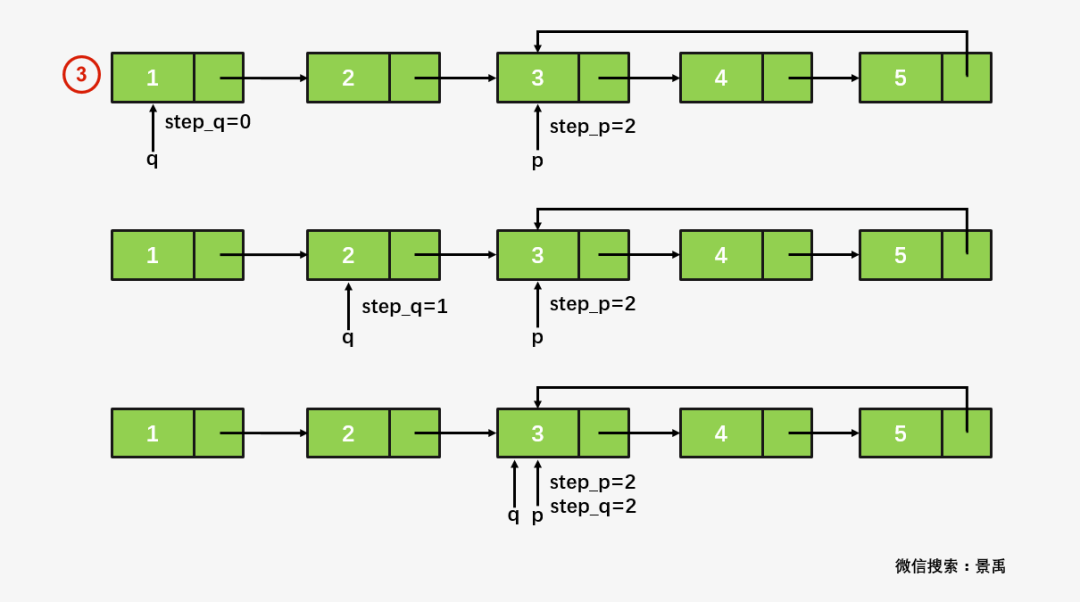 3
1 2 3 4 5
step_q=0
step_p=2
q p
1 2 3 4 5
step_q=1
step_p=2
q p
1 2 3 4 5
step_p=2
q p step_q=2
微信搜索：景禹